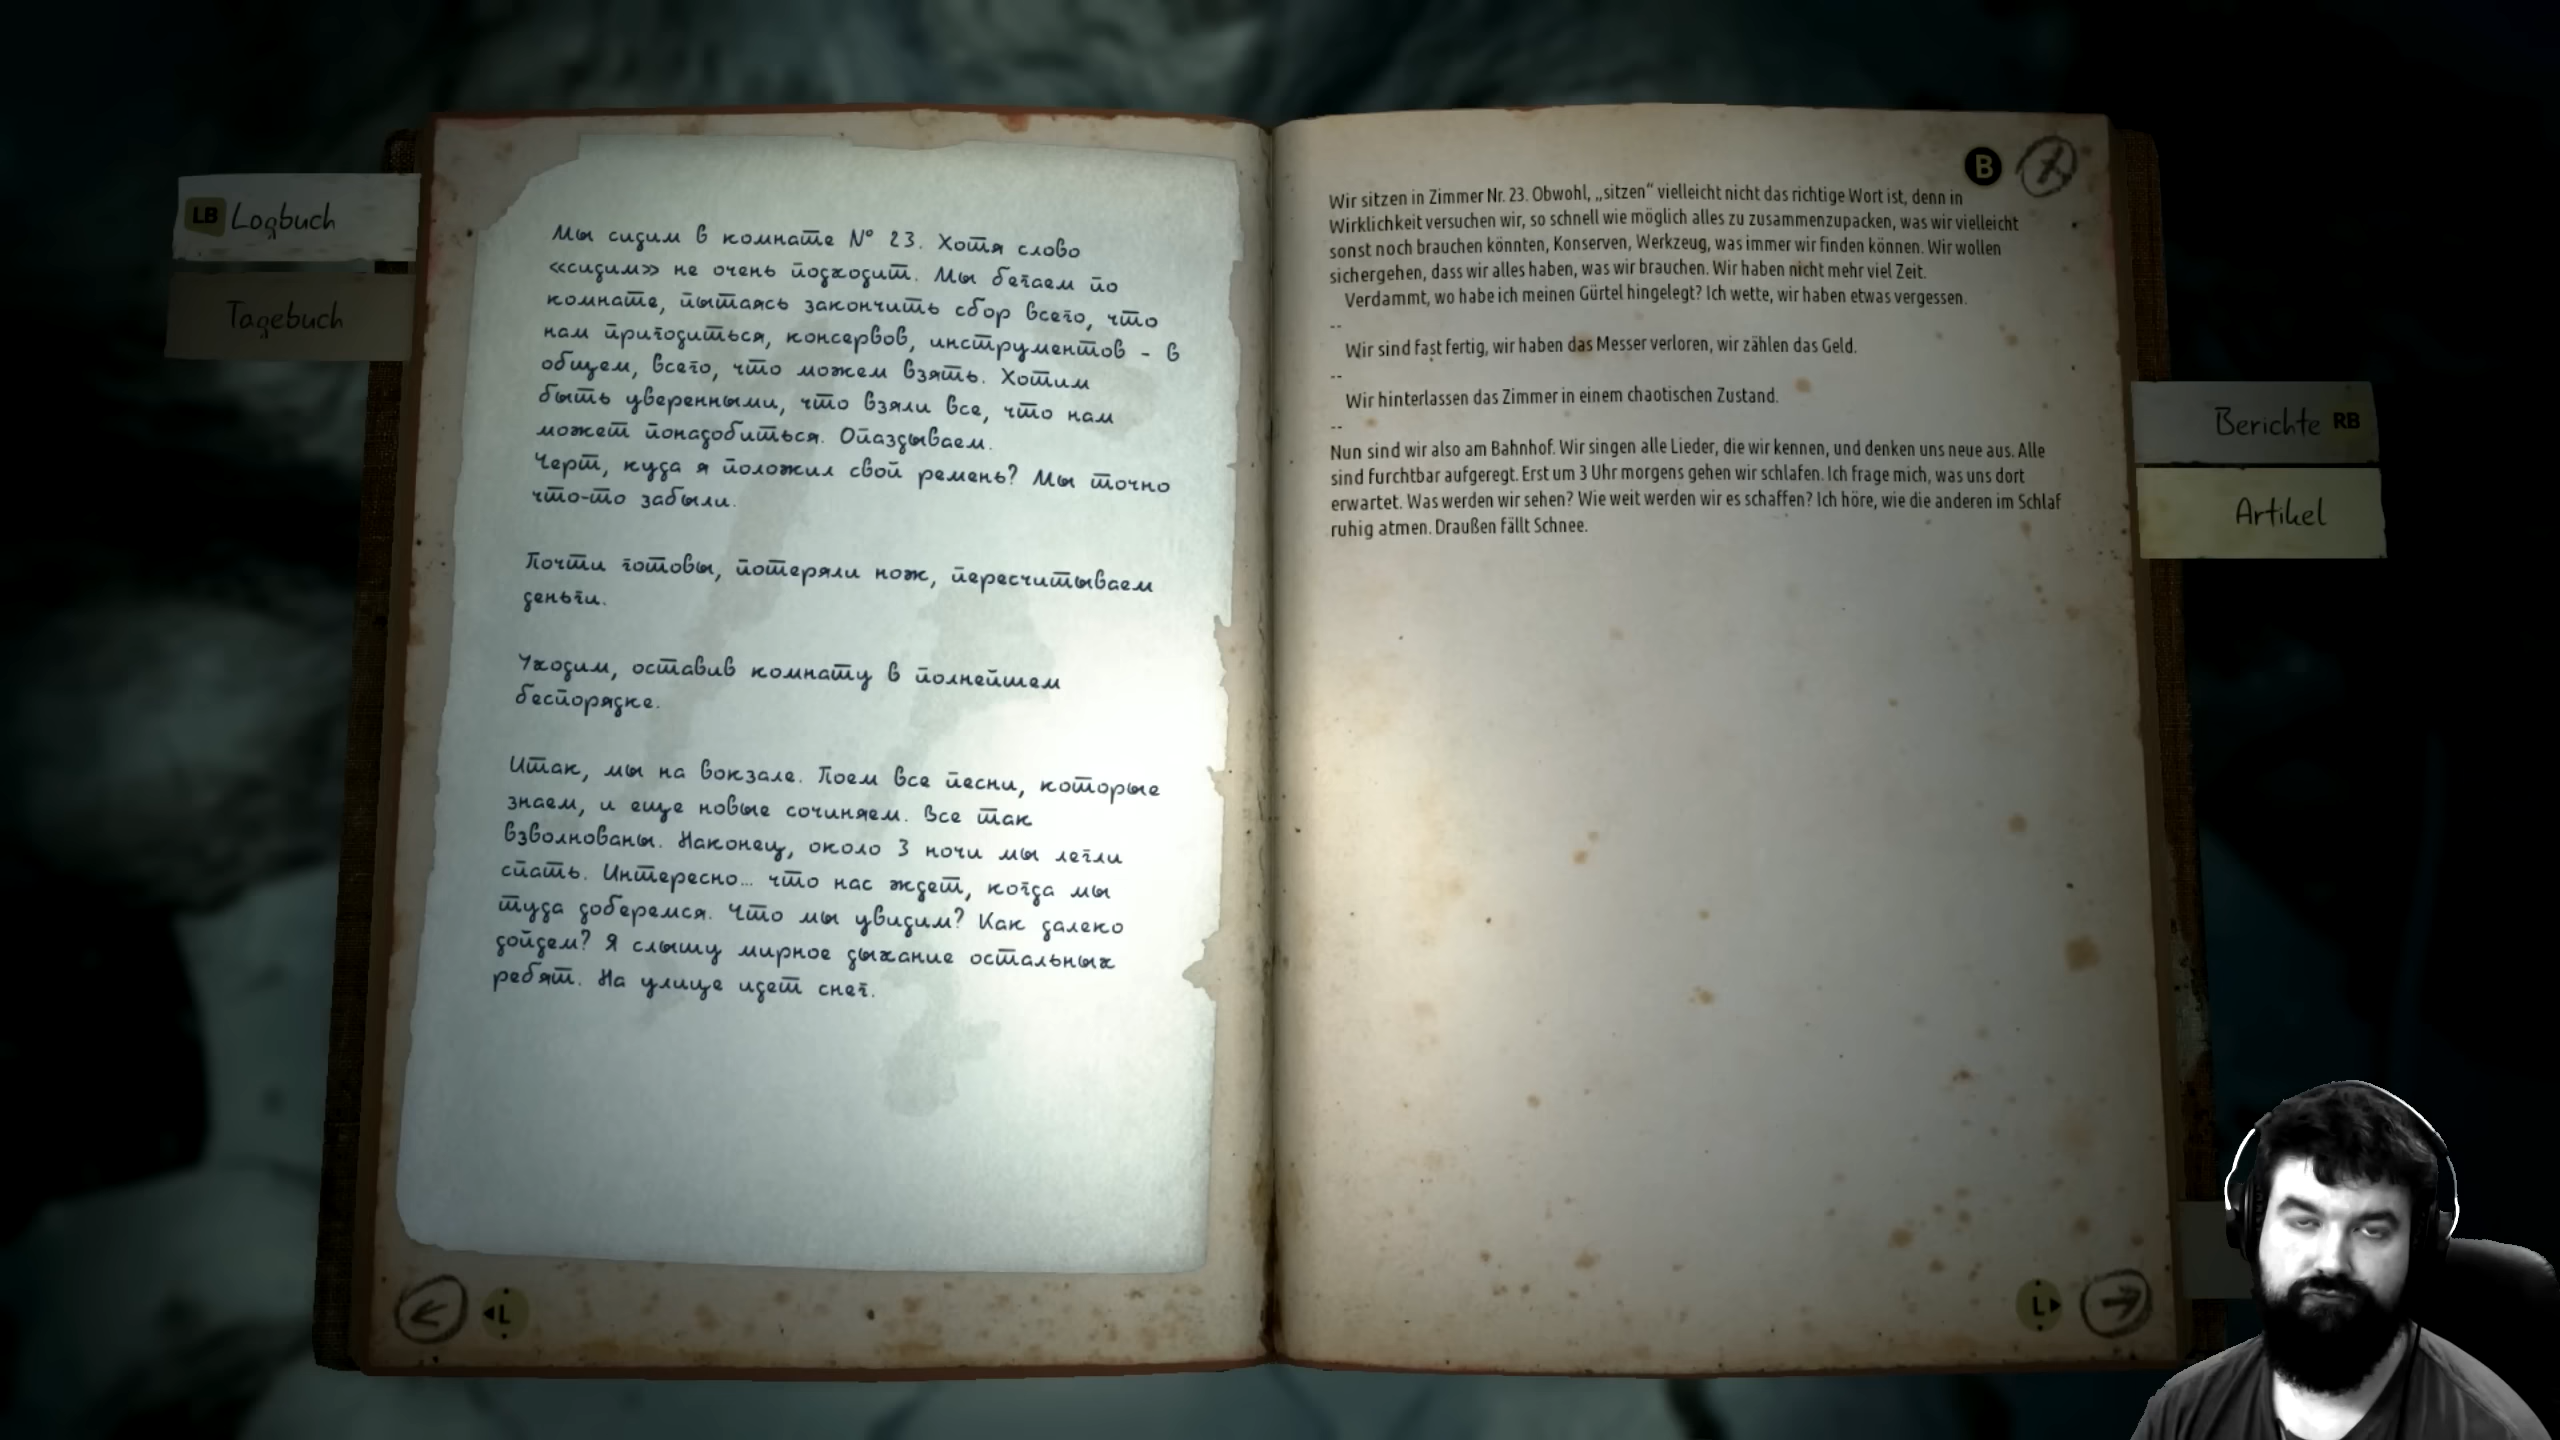 LB Logbuch
Tagebuch
Мы сидим в комнате № 23. Хотя слово
«сидим» не очень подходит. Мы бегаем по
комнате, пытаясь закончить сбор всего, что
нам пригодиться, консервов, инструментов - в
общем, всего, что можем взять. Хотим
быть уверенными, что взяли все, что нам
может понадобиться. Опаздываем.
Черт, куда я положил свой ремень? Мы точно
что-то забыли.
Почти готовы, потеряли нож, пересчитываем
деньги.
Уходим, оставив комнату в полнейшем
беспорядке.
Итак, мы на вокзале. Поем все песни, которые
знаем, и еще новые сочиняем. Все так
взволнованы. Наконец, около 3 ночи мы легли
спать. Интересно... что нас ждет, когда мы
туда доберемся. Что мы увидим? Как далеко
дойдем? Я слышу мирное дыхание остальных
ребят. На улице идет снег.
L
B
Wir sitzen in Zimmer Nr. 23. Obwohl, „sitzen“ vielleicht nicht das richtige Wort ist, denn in
Wirklichkeit versuchen wir, so schnell wie möglich alles zu zusammenzupacken, was wir vielleicht
sonst noch brauchen könnten, Konserven, Werkzeug, was immer wir finden können. Wir wollen
sichergehen, dass wir alles haben, was wir brauchen. Wir haben nicht mehr viel Zeit.
Verdammt, wo habe ich meinen Gürtel hingelegt? Ich wette, wir haben etwas vergessen.
--
Wir sind fast fertig, wir haben das Messer verloren, wir zählen das Geld.
--
Wir hinterlassen das Zimmer in einem chaotischen Zustand.
--
Nun sind wir also am Bahnhof. Wir singen alle Lieder, die wir kennen, und denken uns neue aus. Alle
sind furchtbar aufgeregt. Erst um 3 Uhr morgens gehen wir schlafen. Ich frage mich, was uns dort
erwartet. Was werden wir sehen? Wie weit werden wir es schaffen? Ich höre, wie die anderen im Schlaf
ruhig atmen. Draußen fällt Schnee.
L
Berichte RB
Artikel